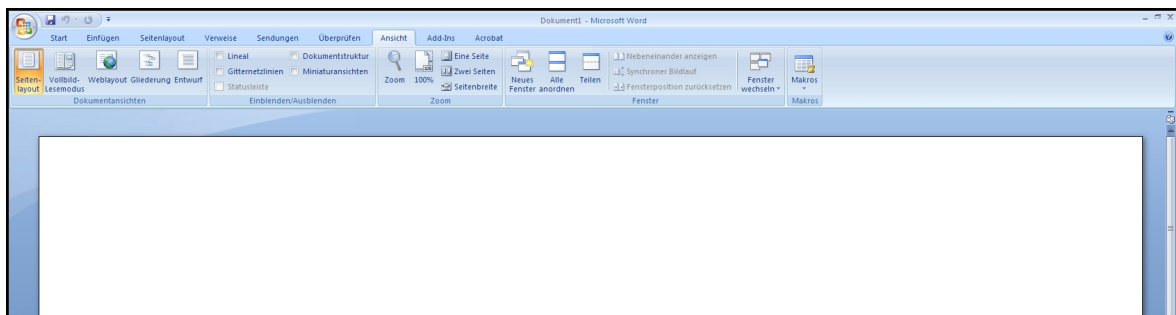 Dokument1 - Microsoft Word
Start Einfügen Seitenlayout Verweise Sendungen Überprüfen Ansicht Add-Ins Acrobat
Seiten-
layout
Vollbild-
Lesemodus
Weblayout
Gliederung
Entwurf
Dokumentansichten
Lineal
Gitternetzlinien
Statusleiste
Dokumentstruktur
Miniaturansichten
Einblenden/Ausblenden
Zoom
100%
Eine Seite
Zwei Seiten
Seitenbreite
Zoom
Neues
Fenster
Alle
anordnen
Teilen
Nebeneinander anzeigen
Synchroner Bildlauf
Fensterposition zurücksetzen
Fenster
wechseln
Fenster
Makros
Makros